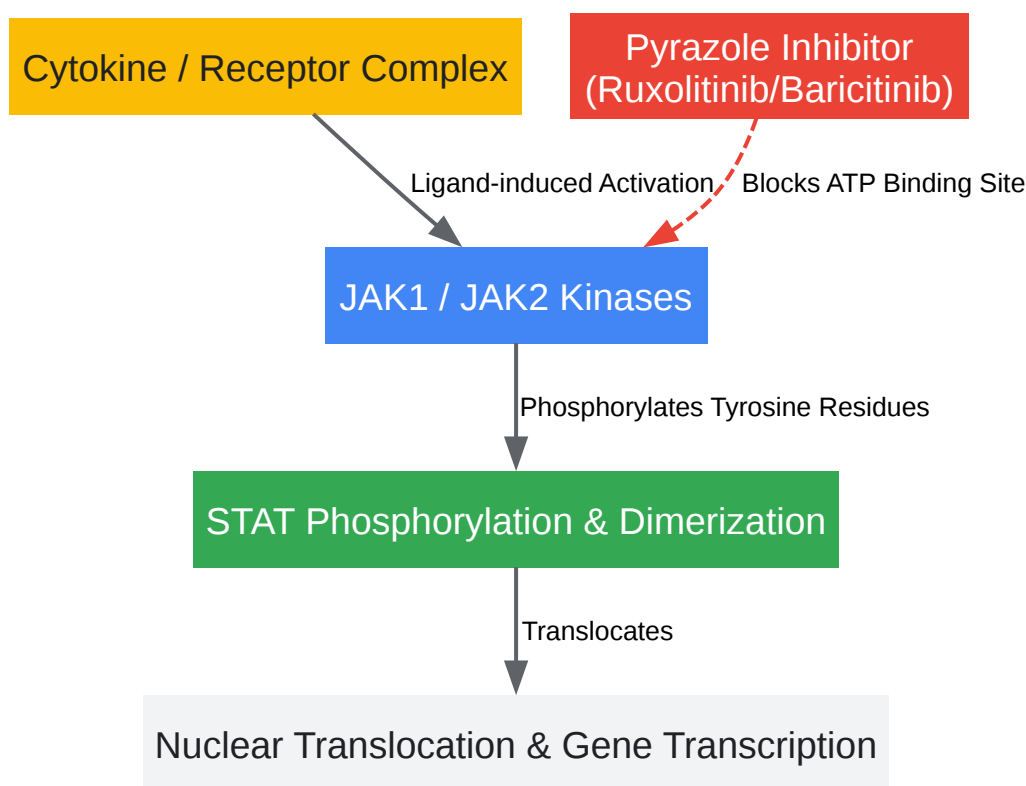 Cytokine / Receptor Complex
Pyrazole Inhibitor
(Ruxolitinib/Baricitinib)
Ligand-induced Activation
Blocks ATP Binding Site
JAK1 / JAK2 Kinases
Phosphorylates Tyrosine Residues
STAT Phosphorylation & Dimerization
Translocates
Nuclear Translocation & Gene Transcription